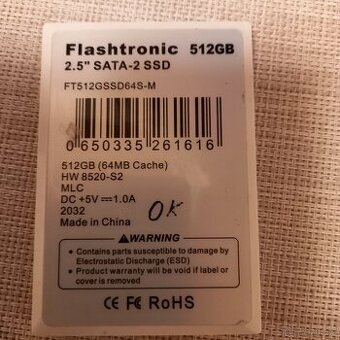 Flashtronic 512GB
2.5" SATA-2 SSD
FT512GSSD64S-M
0 650335 261616
512GB (64MB Cache)
HW 8520-S2
MLC
DC +5V⎓1.0A
2032
Made in China
OK
WARNING
• Contains parts susceptible to damage by
Electrostatic Discharge (ESD)
• Product warranty will be void if label or
cover is removed
CE FC RoHS